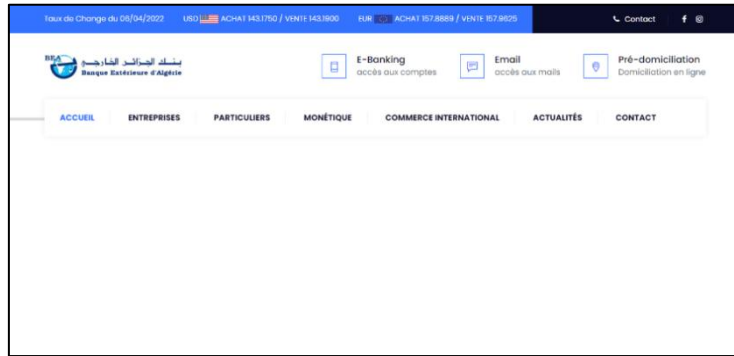 Taux de Change du 06/04/2022 USD ACHAT 143.1750 / VENTE 143.1900 EUR ACHAT 157.8889 / VENTE 157.9625 Contact
BEA بنك الجزائر الخارجي
Banque Extérieure d'Algérie
E-Banking
accès aux comptes
Email
accès aux mails
Pré-domiciliation
Domiciliation en ligne
ACCUEIL ENTREPRISES PARTICULIERS MONÉTIQUE COMMERCE INTERNATIONAL ACTUALITÉS CONTACT